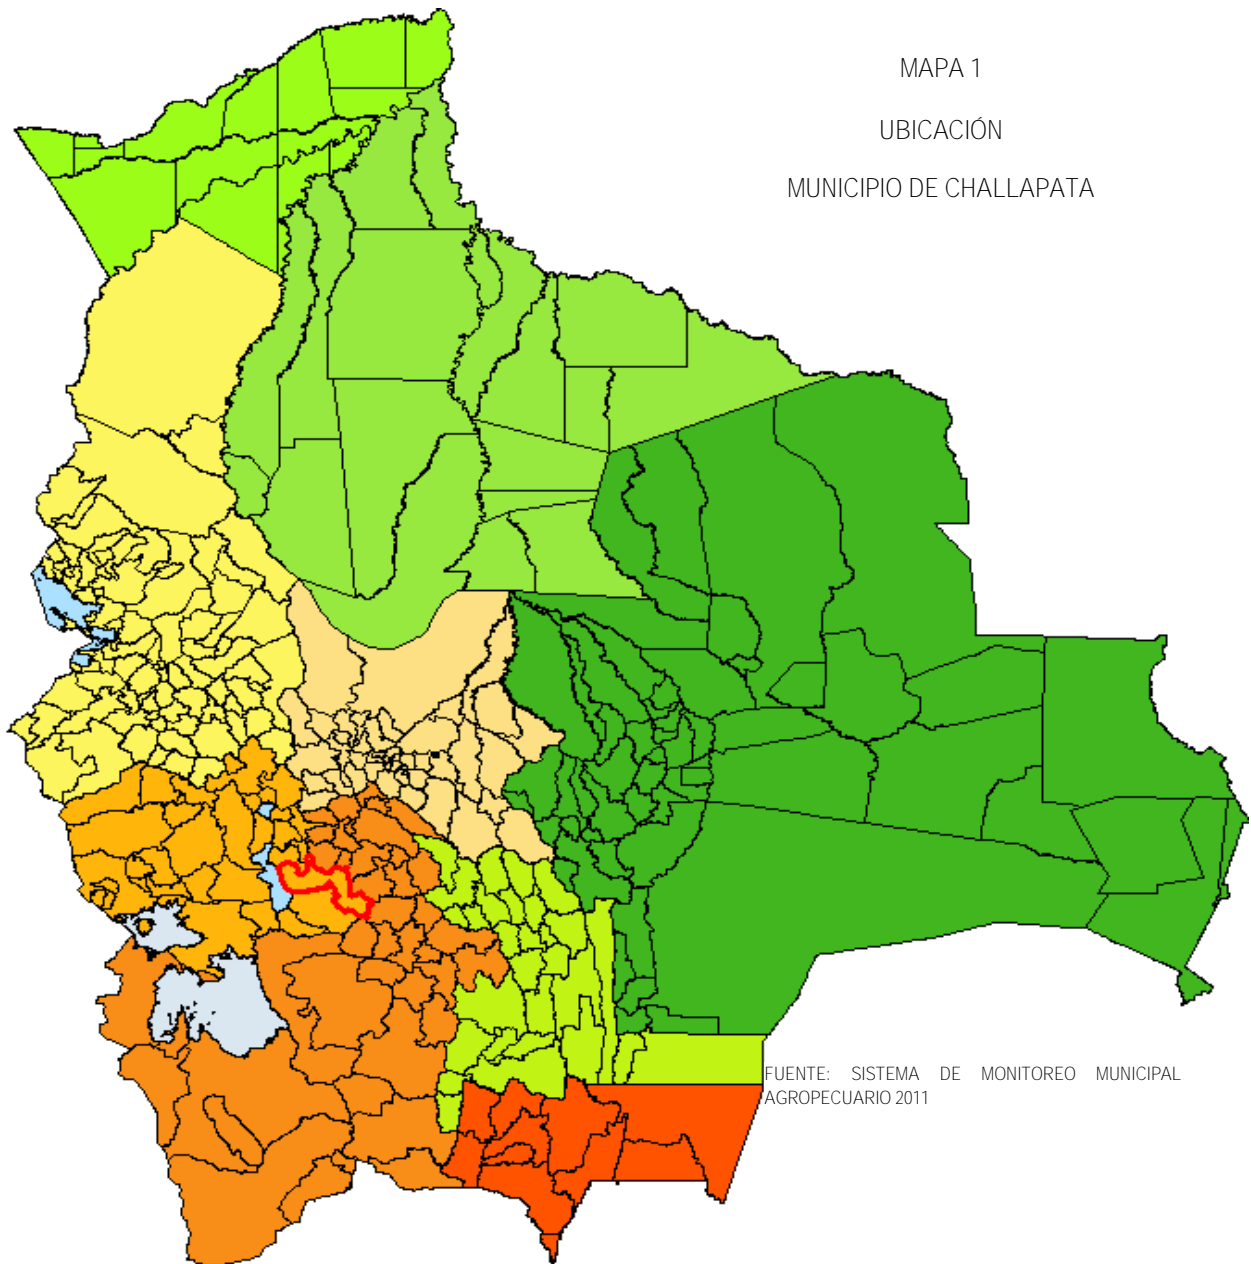 MAPA 1
UBICACIÓN
MUNICIPIO DE CHALLAPATA
FUENTE: SISTEMA DE MONITOREO MUNICIPAL
AGROPECUARIO 2011